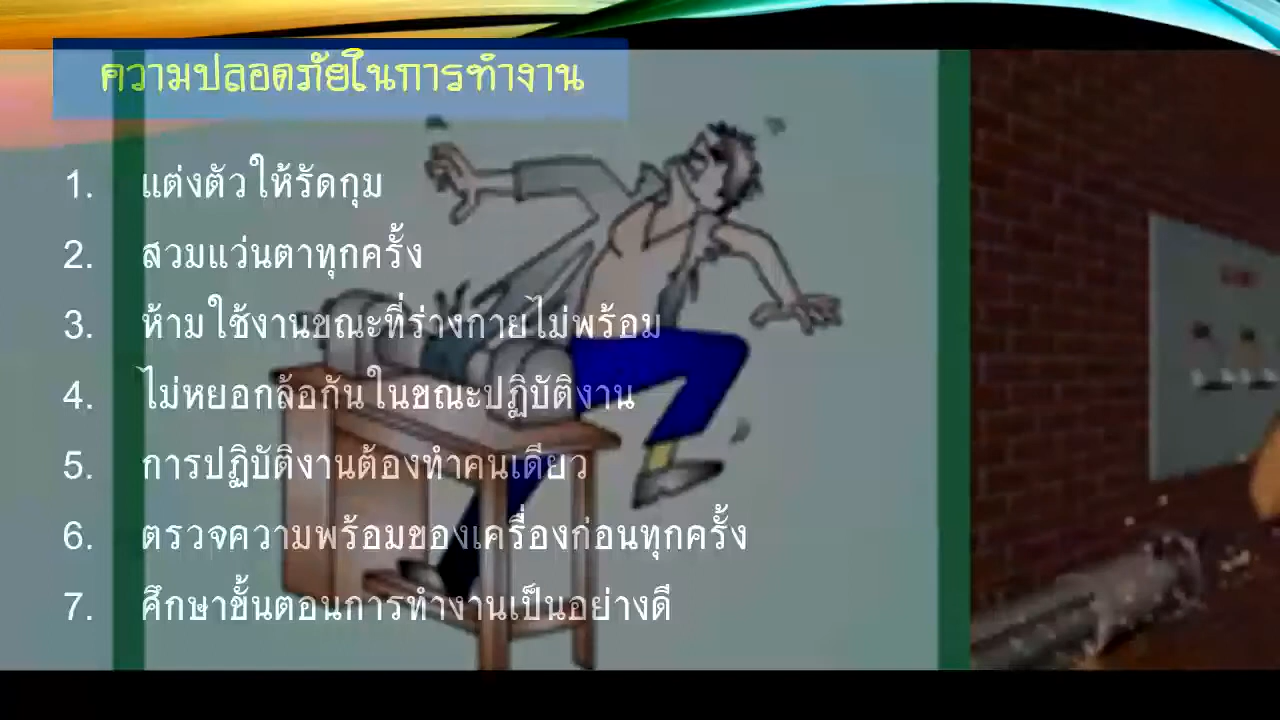 ความปลอดภัยในการทำงาน
1. แต่งตัวให้รัดกุม
2. สวมแว่นตาทุกครั้ง
3. ห้ามใช้งานขณะที่ร่างกายไม่พร้อม
4. ไม่หยอกล้อกันในขณะปฏิบัติงาน
5. การปฏิบัติงานต้องทำคนเดียว
6. ตรวจความพร้อมของเครื่องก่อนทุกครั้ง
7. ศึกษาขั้นตอนการทำงานเป็นอย่างดี